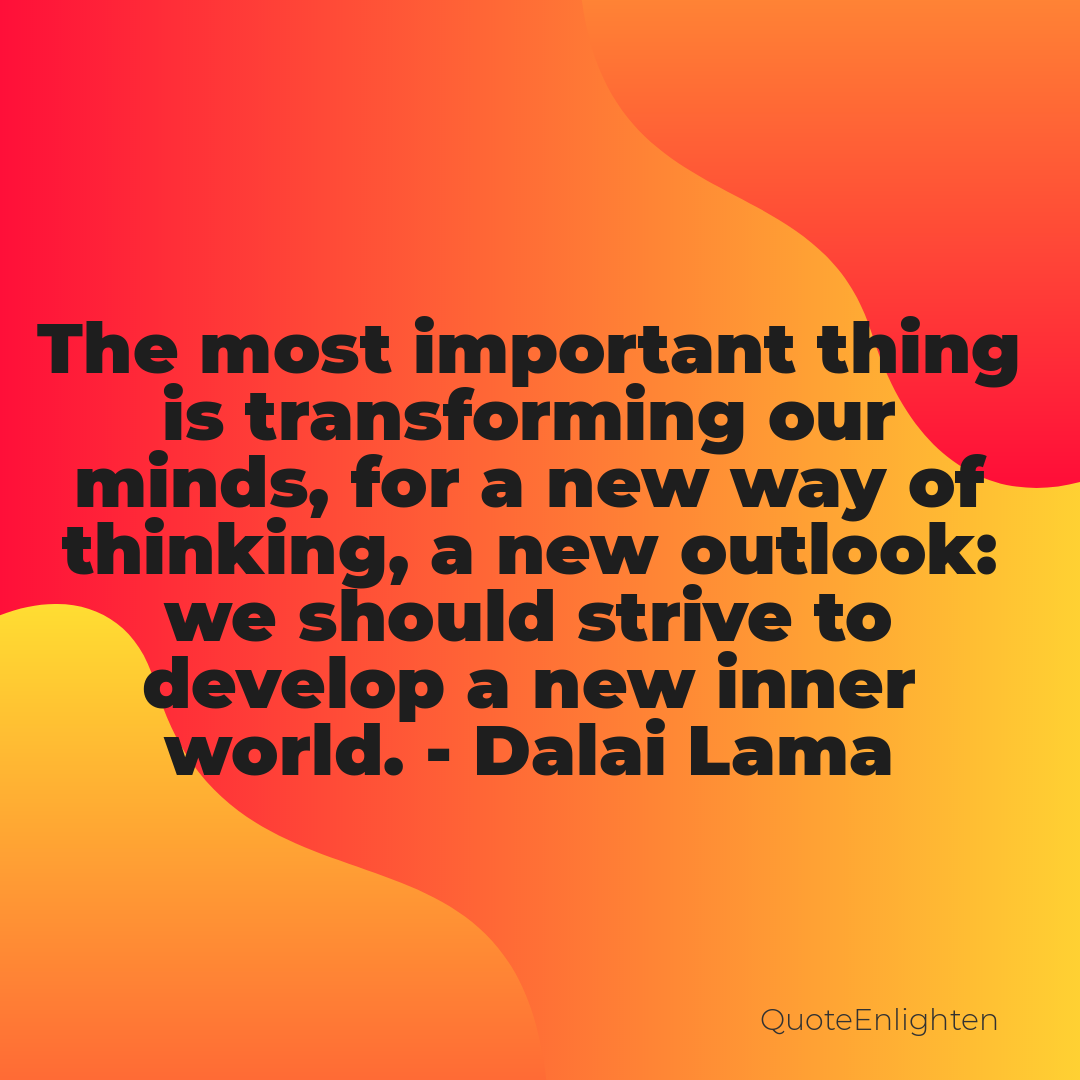 The most important thing
is transforming our
minds, for a new way of
thinking, a new outlook:
we should strive to
develop a new inner
world. - Dalai Lama
QuoteEnlighten